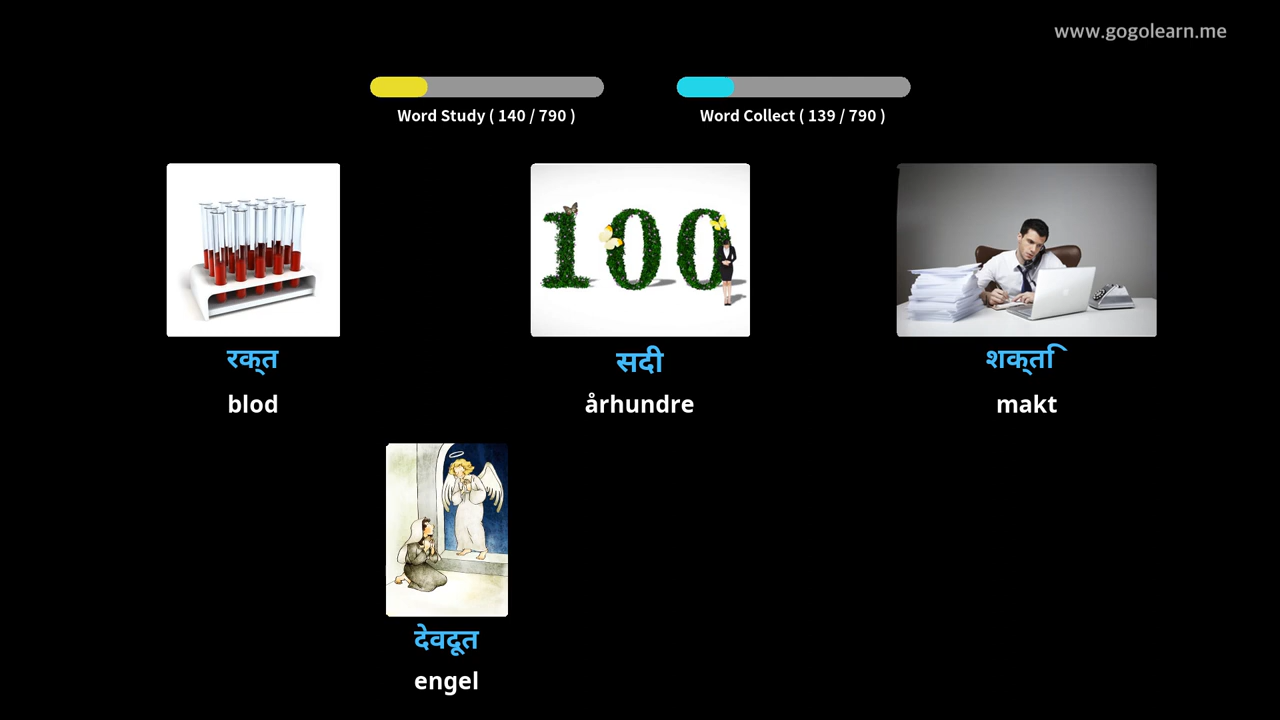 www.gogolearn.me
Word Study ( 140 / 790 )
Word Collect ( 139 / 790 )
रक्त
सदी
शक्ति
blod
århundre
makt
देवदूत
engel